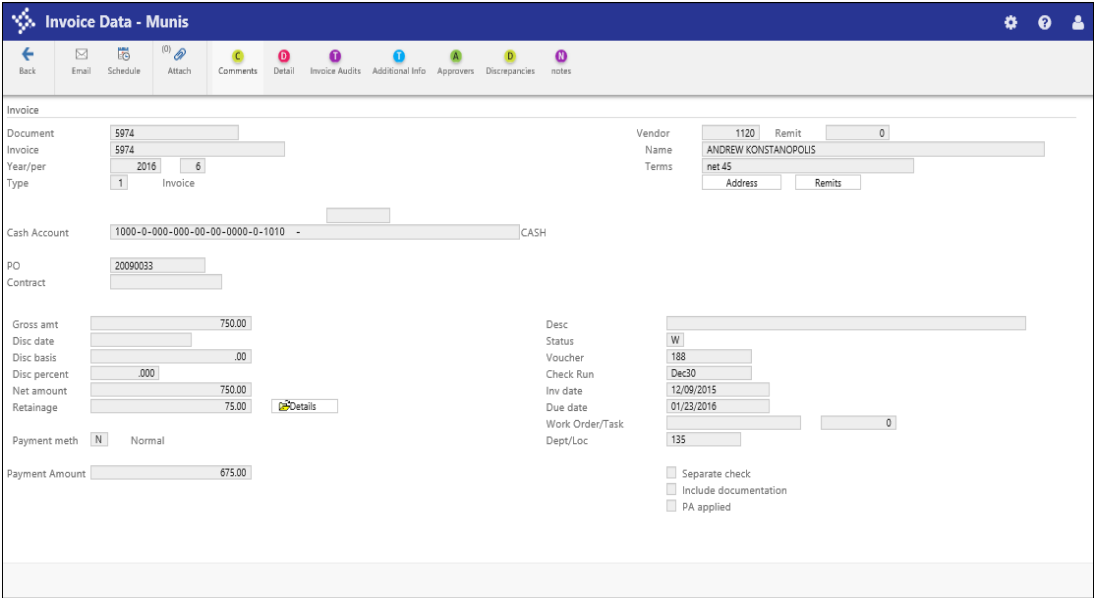 Invoice Data - Munis
(0)
Back Email Schedule Attach Comments Detail Invoice Audits Additional Info Approvers Discrepancies notes
C D T T A D N
Invoice
Document 5974 Vendor 1120 Remit 0
Invoice 5974 Name ANDREW KONSTANOPOLIS
Year/per 2016 6 Terms net 45
Type 1 Invoice Address Remits
Cash Account 1000-0-000-000-00-00-0000-0-1010 - CASH
PO 20090033
Contract
Gross amt 750.00 Desc
Disc date Status W
Disc basis .00 Voucher 188
Disc percent .000 Check Run Dec30
Net amount 750.00 Inv date 12/09/2015
Retainage 75.00 Details Due date 01/23/2016
Work Order/Task 0
Payment meth N Normal Dept/Loc 135
Payment Amount 675.00 Separate check
Include documentation
PA applied